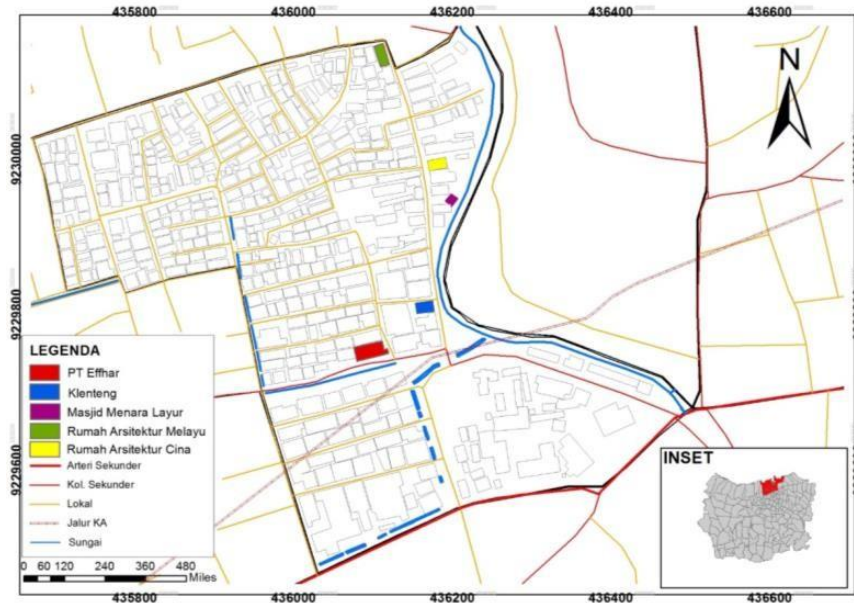 435800 436000 436200 436400 436600
N
9230000
9229800
9229600
LEGENDA
PT Effhar
Klenteng
Masjid Menara Layur
Rumah Arsitektur Melayu
Rumah Arsitektur Cina
Arteri Sekunder
Kol. Sekunder
Lokal
Jalur KA
Sungai
0 60 120 240 360 480
Miles
INSET
435800 436000 436200 436400 436600